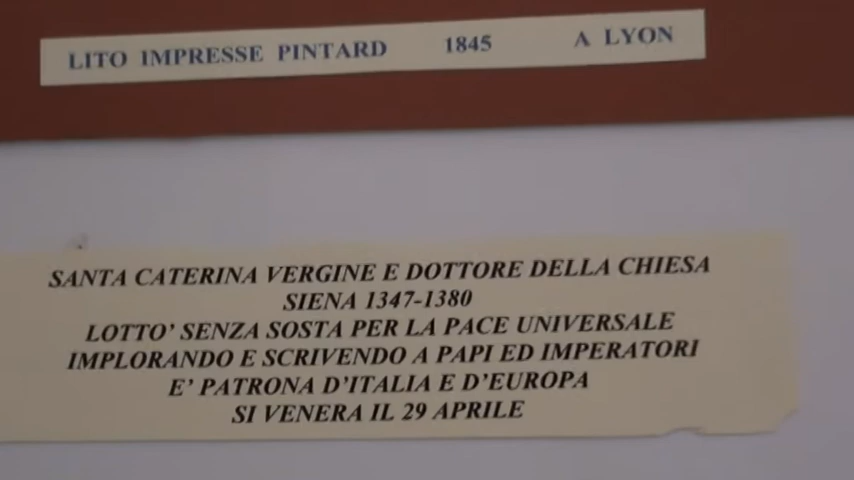 LITO IMPRESSE PINTARD 1845 A LYON
SANTA CATERINA VERGINE E DOTTORE DELLA CHIESA
SIENA 1347-1380
LOTTO' SENZA SOSTA PER LA PACE UNIVERSALE
IMPLORANDO E SCRIVENDO A PAPI ED IMPERATORI
E' PATRONA D'ITALIA E D'EUROPA
SI VENERA IL 29 APRILE